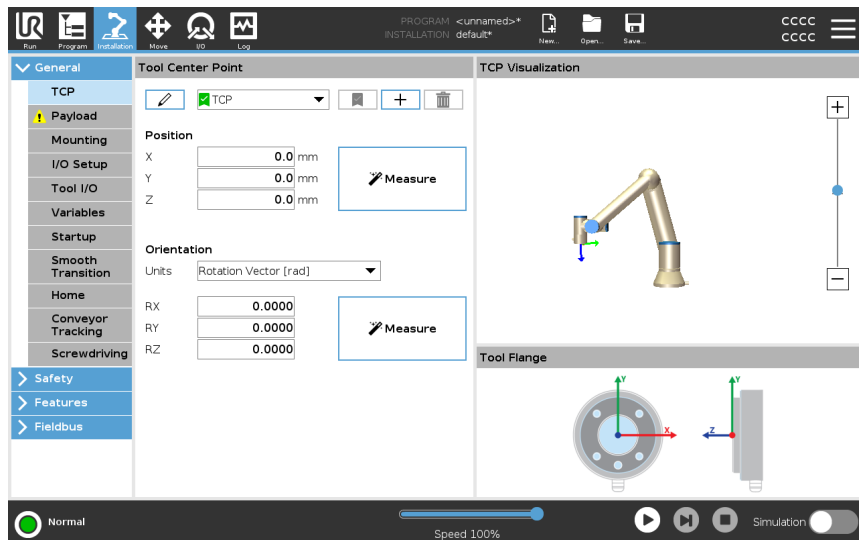 PROGRAM <unnamed>*
INSTALLATION default*
CCCC
CCCC
UR
Run
Program
Installation
Move
I/O
Log
New...
Open...
Save...
General
TCP
Payload
Mounting
I/O Setup
Tool I/O
Variables
Startup
Smooth
Transition
Home
Conveyor
Tracking
Screwdriving
Safety
Features
Fieldbus
Tool Center Point
TCP
Position
X 0.0 mm
Y 0.0 mm
Z 0.0 mm
Measure
Orientation
Units Rotation Vector [rad]
RX 0.0000
RY 0.0000
RZ 0.0000
Measure
TCP Visualization
Tool Flange
Y
X
Y
Z
Normal
Speed 100%
Simulation